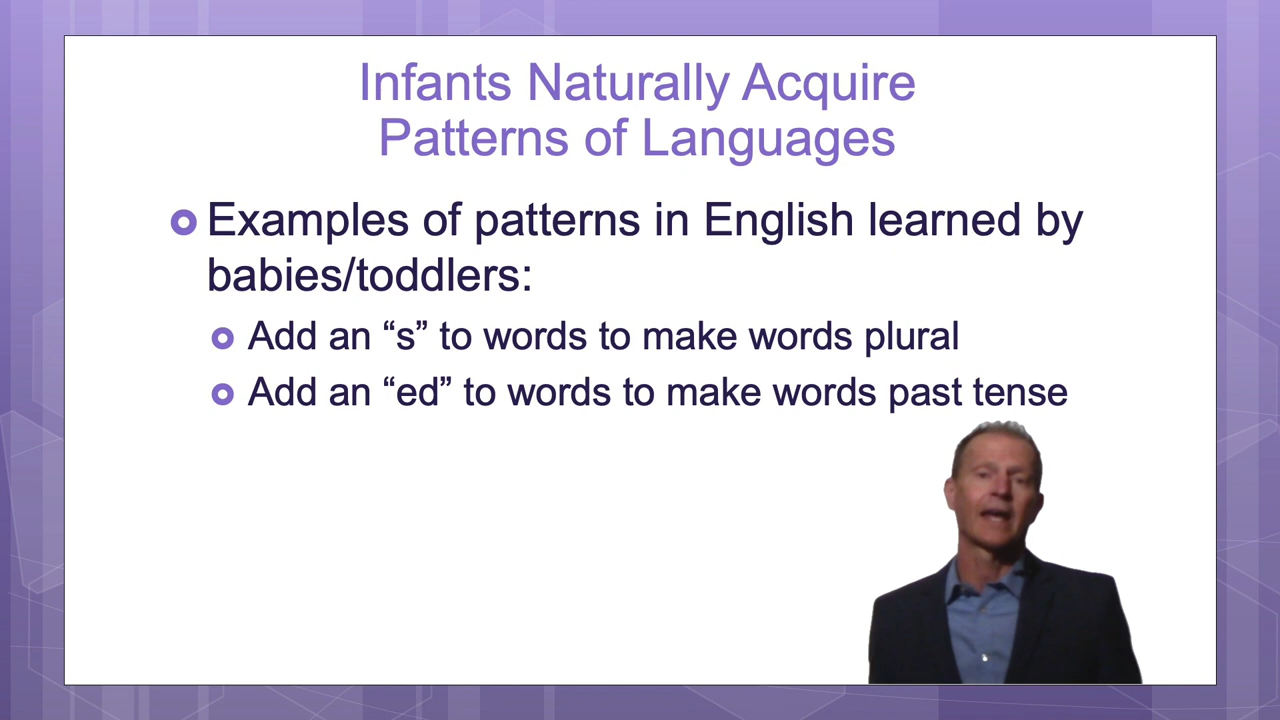 Infants Naturally Acquire
Patterns of Languages
Examples of patterns in English learned by
babies/toddlers:
Add an “s” to words to make words plural
Add an “ed” to words to make words past tense